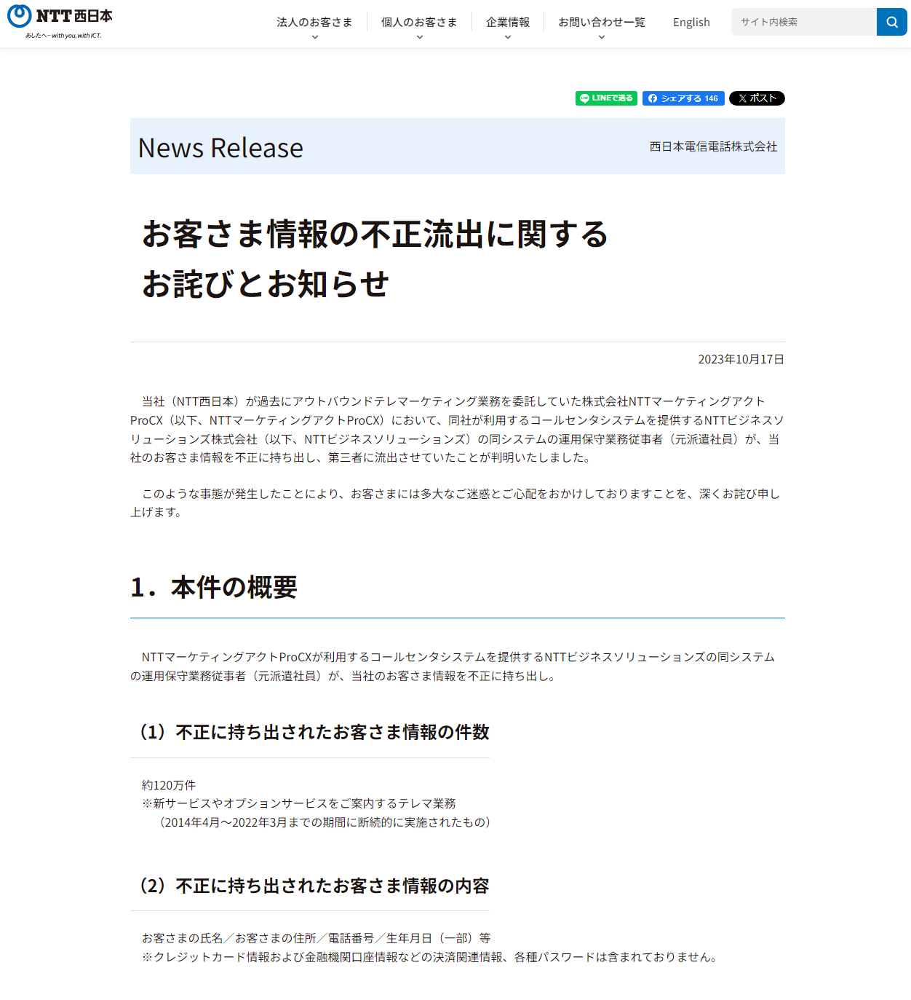 NTT西日本
あしたへ－with you, with ICT.
法人のお客さま
個人のお客さま
企業情報
お問い合わせ一覧
English
サイト内検索
LINEで送る
シェアする 146
ポスト
News Release
西日本電信電話株式会社
お客さま情報の不正流出に関する
お詫びとお知らせ
2023年10月17日
当社（NTT西日本）が過去にアウトバウンドテレマーケティング業務を委託していた株式会社NTTマーケティングアクト
ProCX（以下、NTTマーケティングアクトProCX）において、同社が利用するコールセンタシステムを提供するNTTビジネスソ
リューションズ株式会社（以下、NTTビジネスソリューションズ）の同システムの運用保守業務従事者（元派遣社員）が、当
社のお客さま情報を不正に持ち出し、第三者に流出させていたことが判明いたしました。
このような事態が発生したことにより、お客さまには多大なご迷惑とご心配をおかけしておりますことを、深くお詫び申し
上げます。
1．本件の概要
NTTマーケティングアクトProCXが利用するコールセンタシステムを提供するNTTビジネスソリューションズの同システム
の運用保守業務従事者（元派遣社員）が、当社のお客さま情報を不正に持ち出し。
（1）不正に持ち出されたお客さま情報の件数
約120万件
※新サービスやオプションサービスをご案内するテレマ業務
（2014年4月～2022年3月までの期間に断続的に実施されたもの）
（2）不正に持ち出されたお客さま情報の内容
お客さまの氏名／お客さまの住所／電話番号／生年月日（一部）等
※クレジットカード情報および金融機関口座情報などの決済関連情報、各種パスワードは含まれておりません。